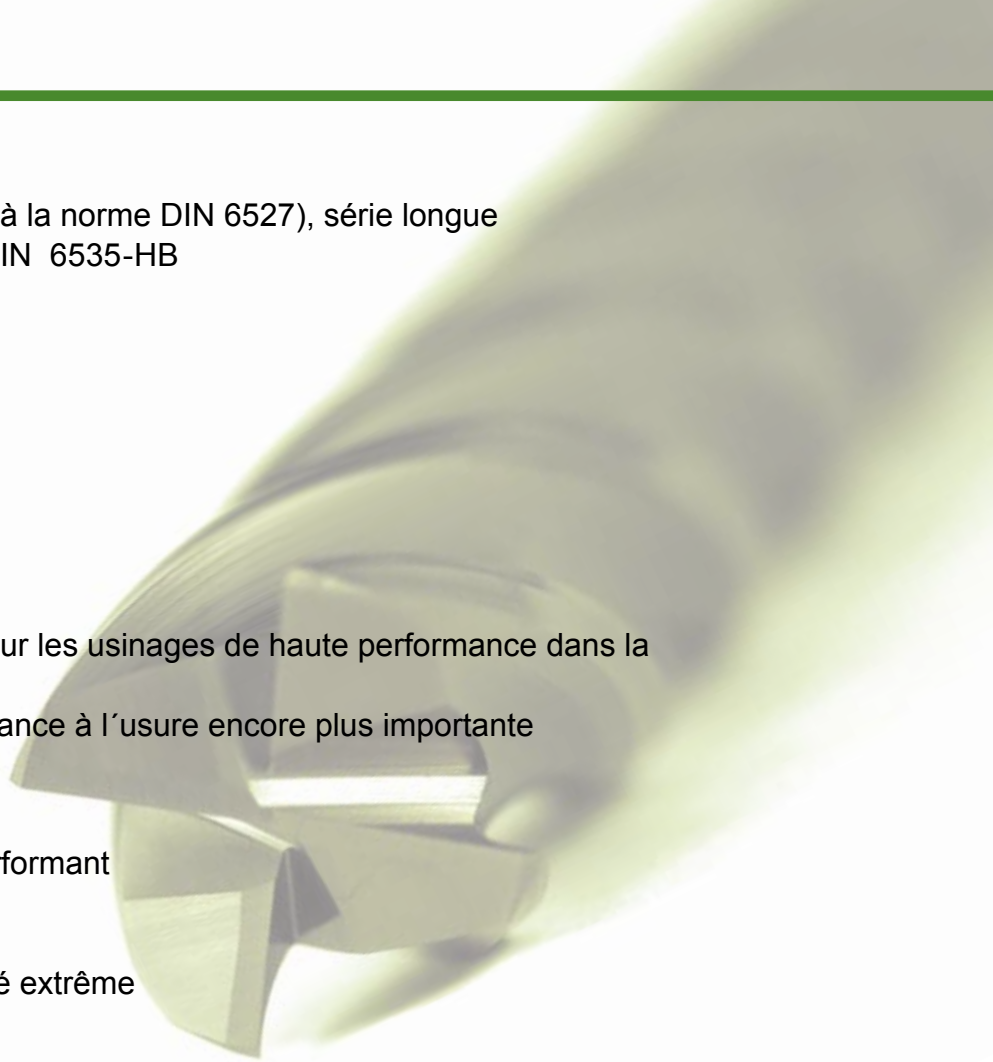 à la norme DIN 6527), série longue
IN 6535-HB
ur les usinages de haute performance dans la
ance à l´usure encore plus importante
formant
é extrême